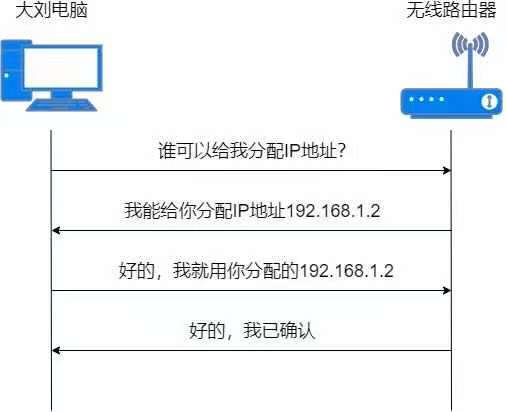 大刘电脑
无线路由器
谁可以给我分配IP地址?
我能给你分配IP地址192.168.1.2
好的，我就用你分配的192.168.1.2
好的，我已确认